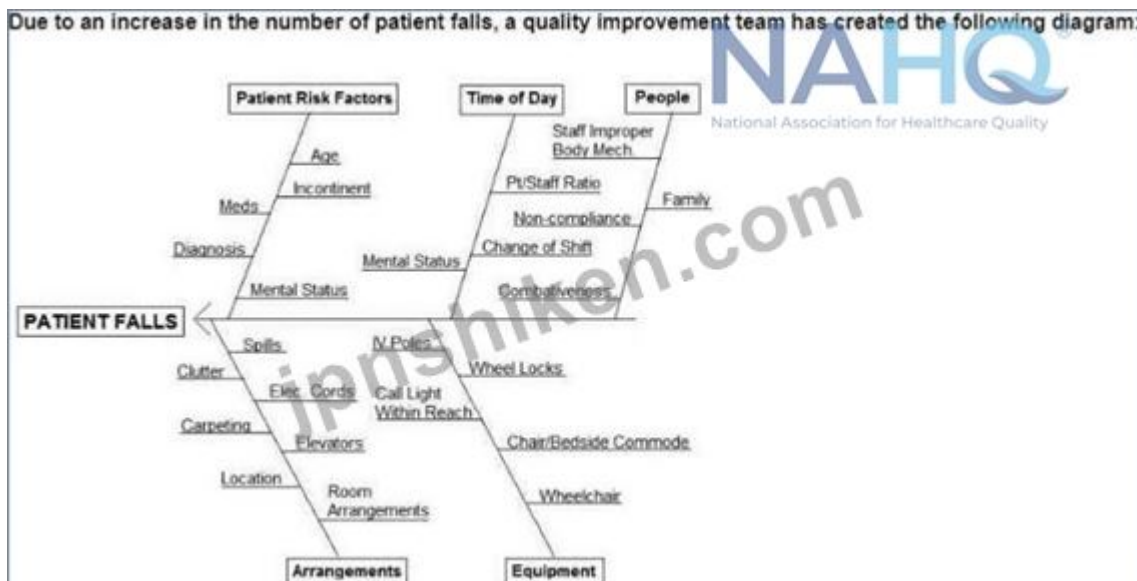 Due to an increase in the number of patient falls, a quality improvement team has created the following diagram:
NAHQ®
National Association for Healthcare Quality
Patient Risk Factors
Time of Day
People
Staff Improper
Body Mech.
Age
Incontinent
Pt/Staff Ratio
Meds
Family
Non-compliance
Diagnosis
Change of Shift
Mental Status
Mental Status
Combativeness
PATIENT FALLS
Spills
IV Poles
Clutter
Wheel Locks
Elec. Cords
Call Light
Within Reach
Carpeting
Elevators
Chair/Bedside Commode
Location
Room
Arrangements
Wheelchair
Arrangements
Equipment
jpnshiken.com